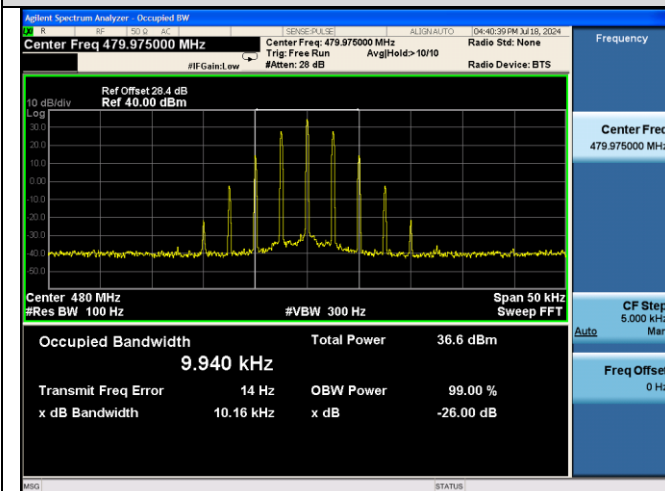 Agilent Spectrum Analyzer - Occupied BW
R RF 50 Ω AC SENSE:PULSE ALIGNAUTO 04:40:39 PM Jul 18, 2024
Center Freq 479.975000 MHz
Center Freq: 479.975000 MHz
Radio Std: None
Trig: Free Run Avg|Hold:>10/10
#IFGain:Low #Atten: 28 dB Radio Device: BTS
Ref Offset 28.4 dB
10 dB/div Ref 40.00 dBm
Log
30.0
20.0
10.0
0.00
-10.0
-20.0
-30.0
-40.0
-50.0
Center 480 MHz Span 50 kHz
#Res BW 100 Hz #VBW 300 Hz Sweep FFT
Occupied Bandwidth Total Power 36.6 dBm
9.940 kHz
Transmit Freq Error 14 Hz OBW Power 99.00 %
x dB Bandwidth 10.16 kHz x dB -26.00 dB
MSG STATUS
Frequency
Center Freq
479.975000 MHz
CF Step
5.000 kHz
Auto Man
Freq Offset
0 Hz